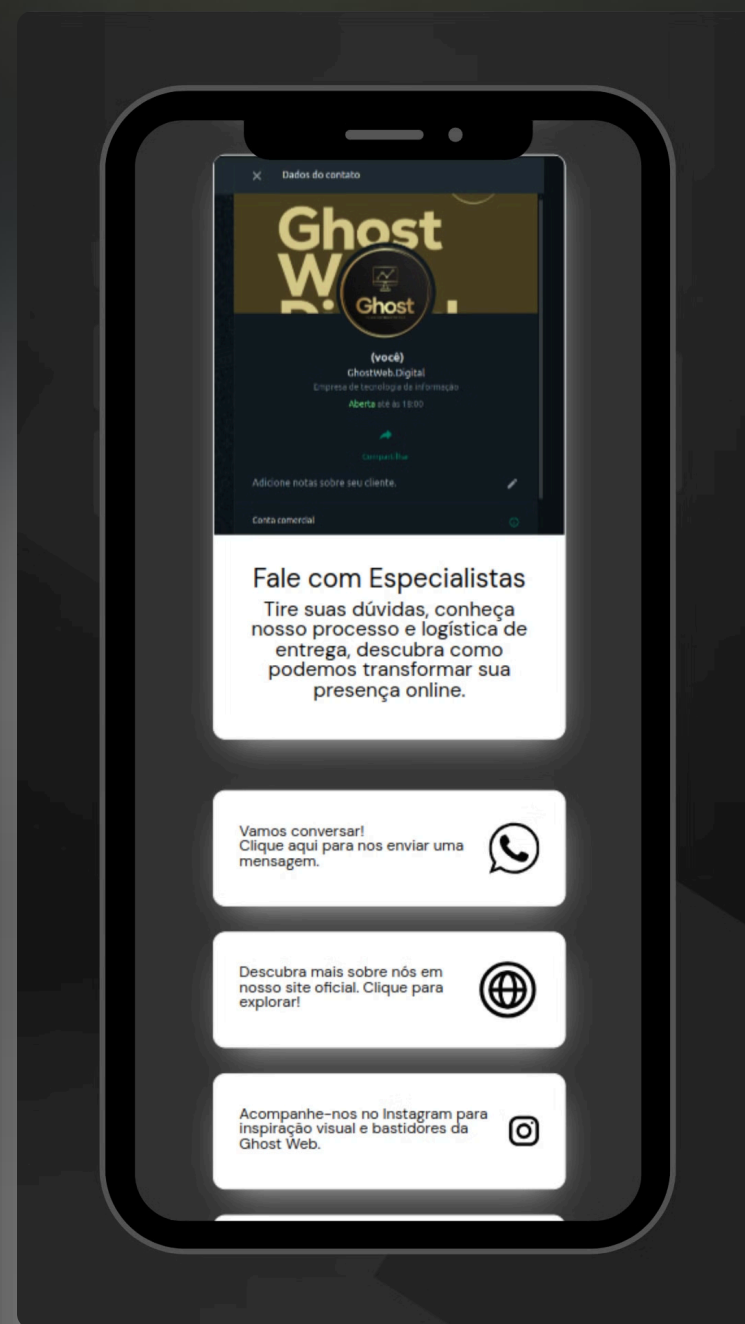 Dados do contato
Ghost
W
Ghost
(você)
GhostWeb.Digital
Empresa de tecnologia da informação
Aberta até às 18:00
Compartilhar
Adicione notas sobre seu cliente.
Conta comercial
Fale com Especialistas
Tire suas dúvidas, conheça
nosso processo e logística de
entrega, descubra como
podemos transformar sua
presença online.
Vamos conversar!
Clique aqui para nos enviar uma
mensagem.
Descubra mais sobre nós em
nosso site oficial. Clique para
explorar!
Acompanhe-nos no Instagram para
inspiração visual e bastidores da
Ghost Web.